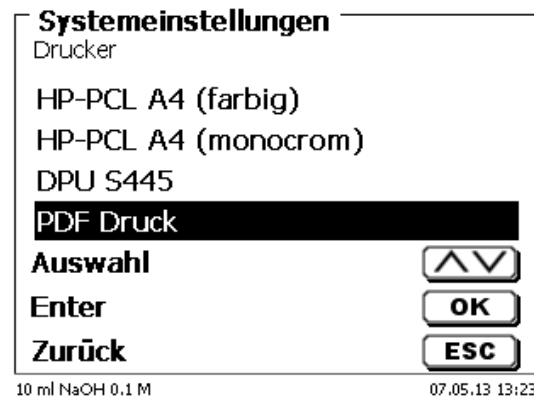 Systemeinstellungen
Drucker
HP-PCL A4 (farbig)
HP-PCL A4 (monocrom)
DPU S445
PDF Druck
Auswahl
Enter OK
Zurück ESC
10 ml NaOH 0.1 M 07.05.13 13:23